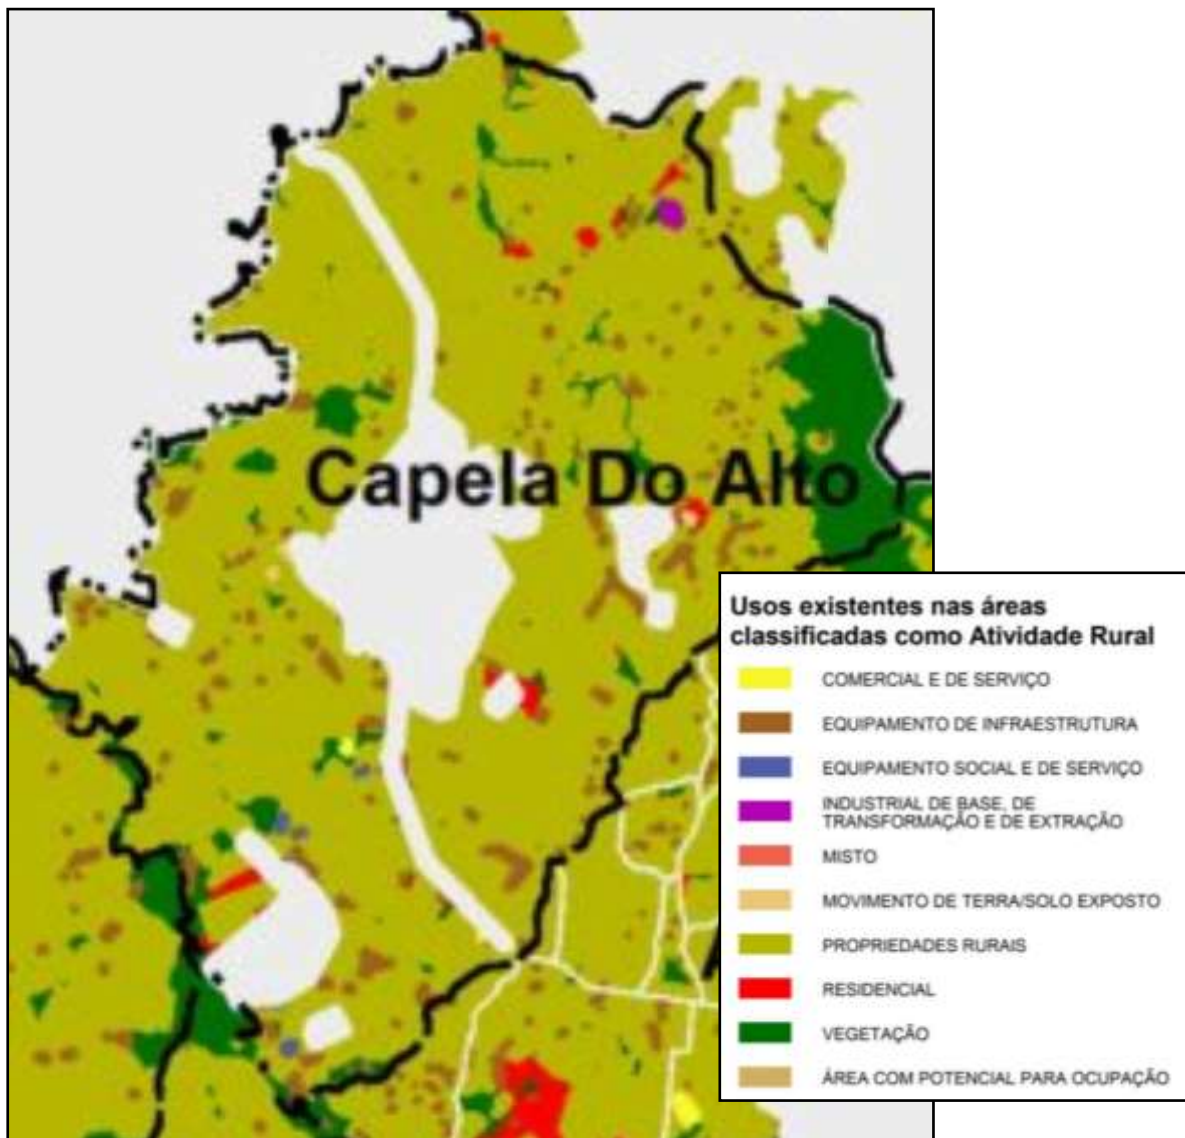 Capela Do Alto
Usos existentes nas áreas
classificadas como Atividade Rural
COMERCIAL E DE SERVIÇO
EQUIPAMENTO DE INFRAESTRUTURA
EQUIPAMENTO SOCIAL E DE SERVIÇO
INDUSTRIAL DE BASE, DE
TRANSFORMAÇÃO E DE EXTRAÇÃO
MISTO
MOVIMENTO DE TERRA/SOLO EXPOSTO
PROPRIEDADES RURAIS
RESIDENCIAL
VEGETAÇÃO
ÁREA COM POTENCIAL PARA OCUPAÇÃO